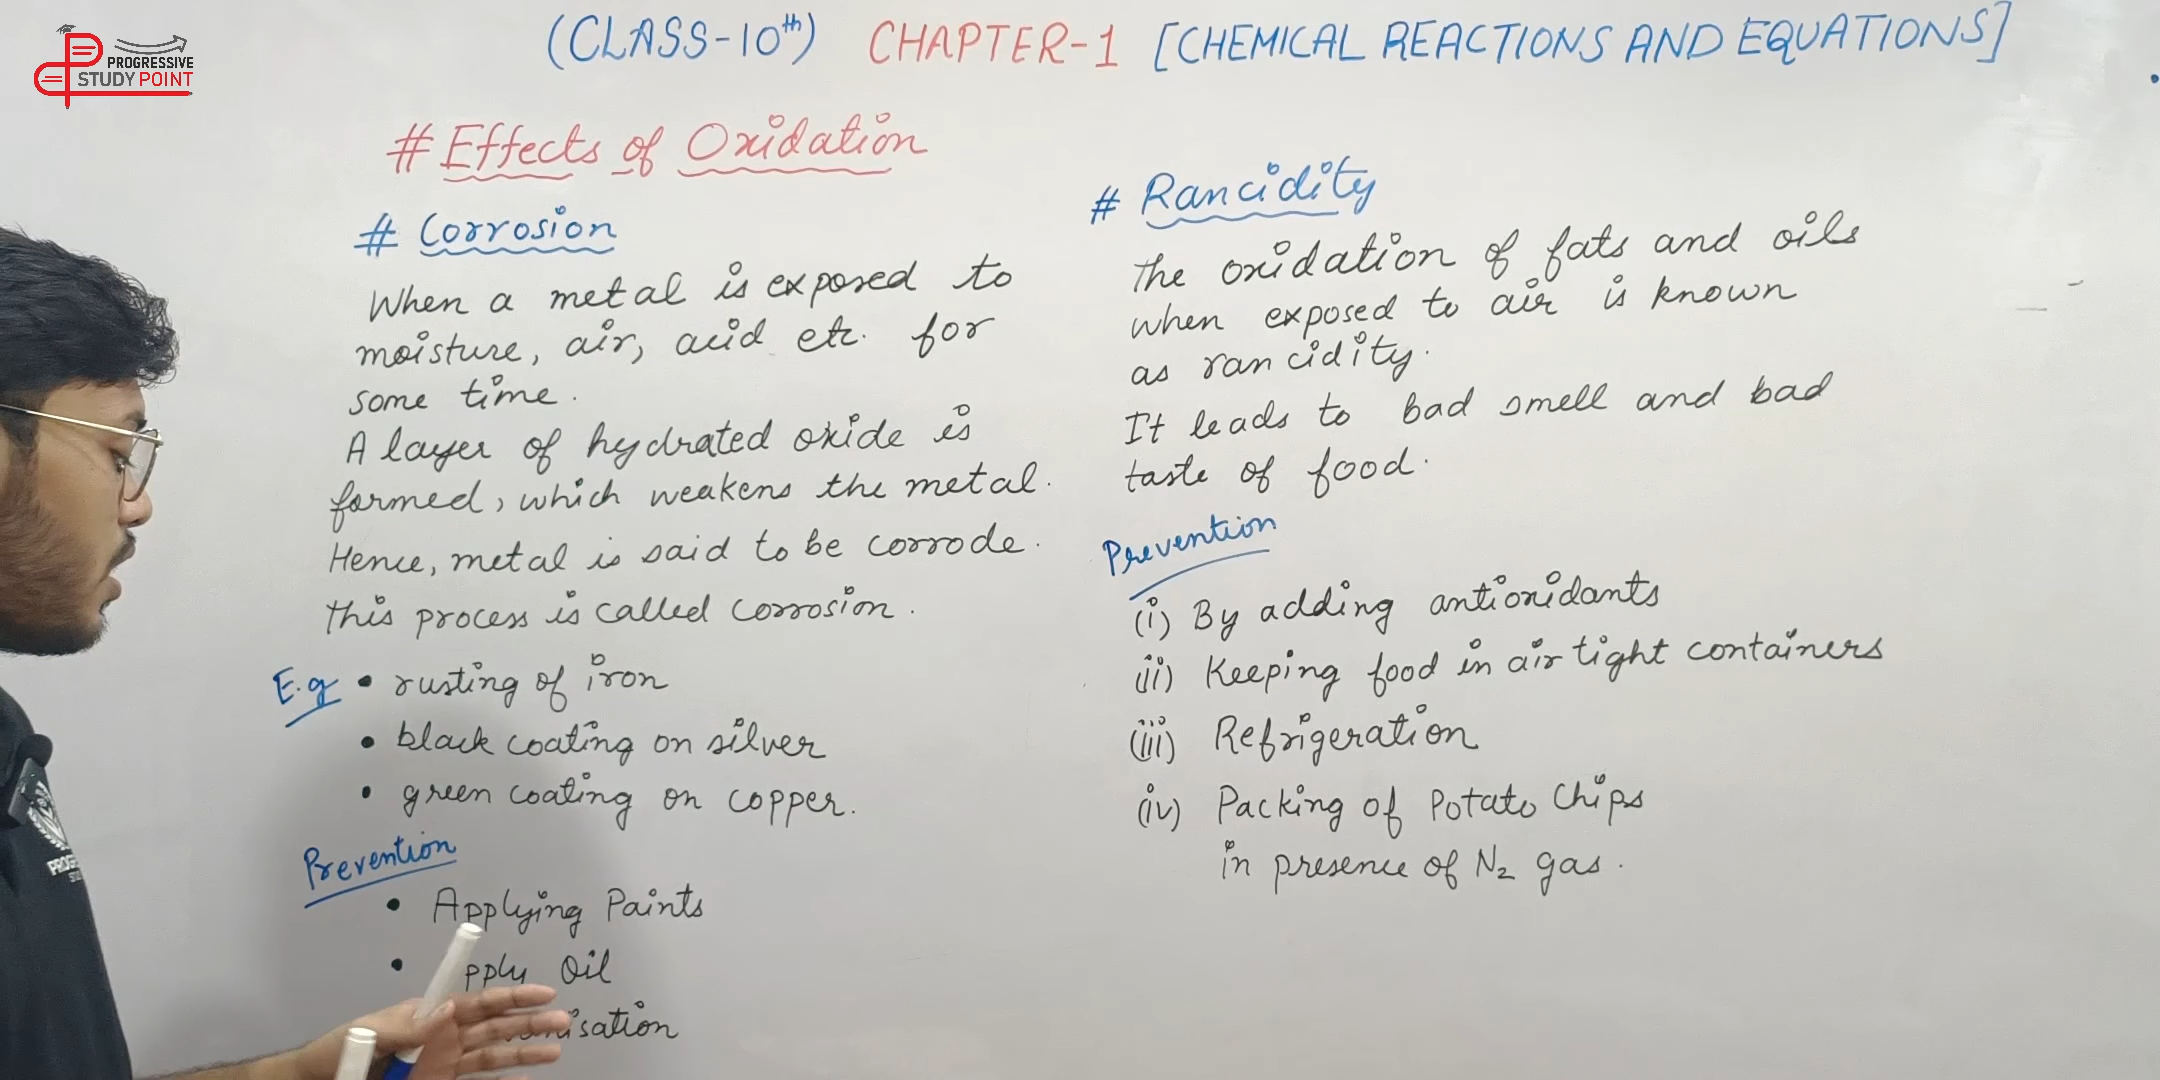 PROGRESSIVE
STUDY POINT
(CLASS-10th) CHAPTER-1 [CHEMICAL REACTIONS AND EQUATIONS]
# Effects of Oxidation
# Corrosion
When a metal is exposed to
moisture, air, acid etc. for
some time.
A layer of hydrated oxide is
formed, which weakens the metal.
Hence, metal is said to be corrode.
This process is called corrosion.
E.g • rusting of iron
• black coating on silver
• green coating on copper.
Prevention
• Applying Paints
• pply Oil
isation
# Rancidity
The oxidation of fats and oils
when exposed to air is known
as rancidity.
It leads to bad smell and bad
taste of food.
Prevention
(i) By adding antioxidants
(ii) Keeping food in air tight containers
(iii) Refrigeration
(iv) Packing of Potato Chips
in presence of N₂ gas.